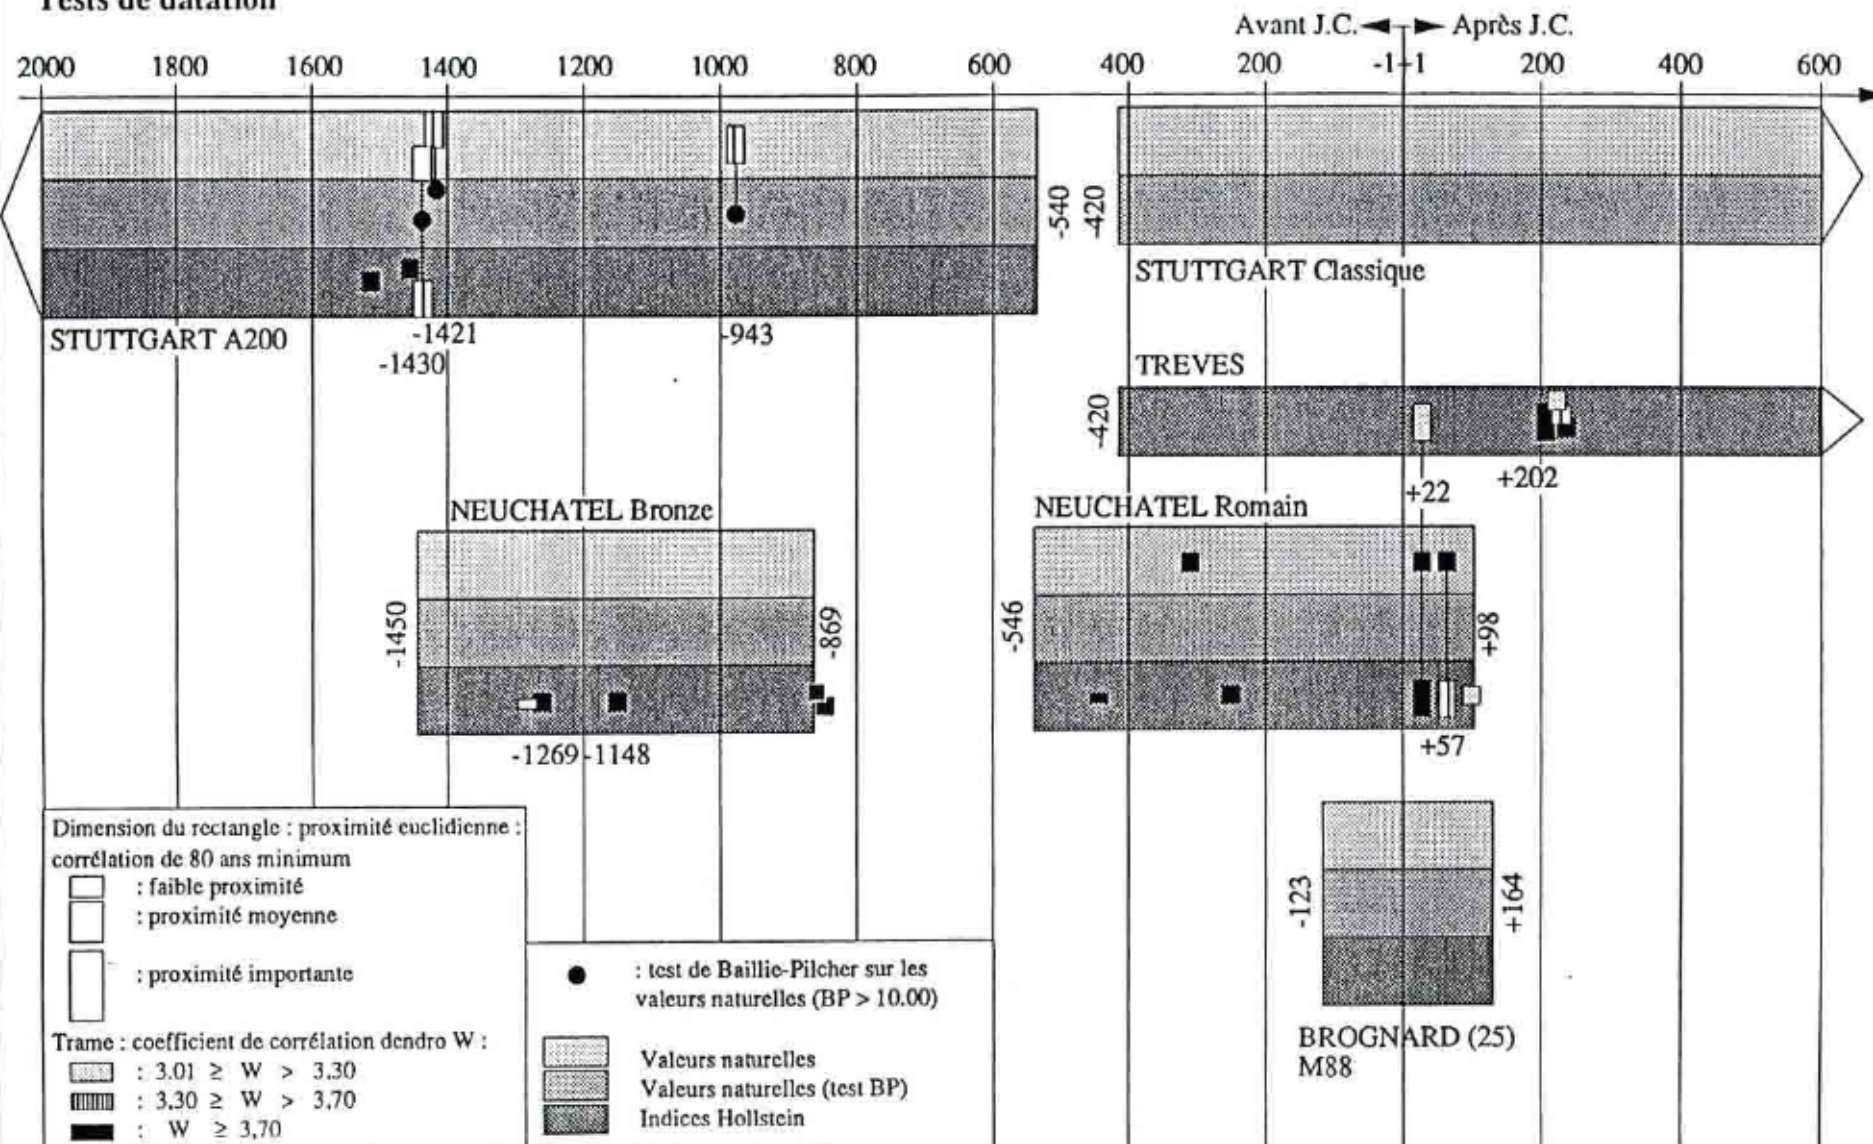 Tests de datation
Avant J.C. Après J.C.
2000 1800 1600 1400 1200 1000 800 600 400 200 -1+1 200 400 600
-540
-420
STUTTGART Classique
STUTTGART A200
-1421
-1430
-943
TREVES
-420
+22
+202
NEUCHATEL Bronze
-1450
-869
-1269 -1148
NEUCHATEL Romain
-546
+98
+57
-123
+164
BROGNARD (25)
M88
Dimension du rectangle : proximité euclidienne :
corrélation de 80 ans minimum
: faible proximité
: proximité moyenne
: proximité importante
Trame : coefficient de corrélation dendro W :
: 3.01 ≥ W > 3.30
: 3,30 ≥ W > 3,70
: W ≥ 3,70
: test de Baillie-Pilcher sur les
valeurs naturelles (BP > 10.00)
Valeurs naturelles
Valeurs naturelles (test BP)
Indices Hollstein